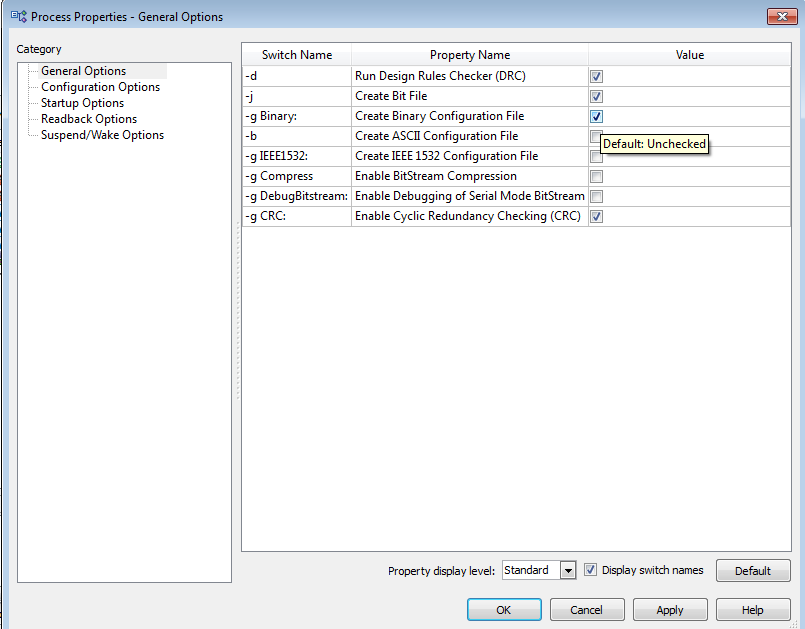 Process Properties - General Options
Category
General Options
Configuration Options
Startup Options
Readback Options
Suspend/Wake Options
Switch Name Property Name Value
-d Run Design Rules Checker (DRC)
-j Create Bit File
-g Binary: Create Binary Configuration File
-b Create ASCII Configuration File
Default: Unchecked
-g IEEE1532: Create IEEE 1532 Configuration File
-g Compress Enable BitStream Compression
-g DebugBitstream: Enable Debugging of Serial Mode BitStream
-g CRC: Enable Cyclic Redundancy Checking (CRC)
Property display level: Standard Display switch names Default
OK Cancel Apply Help